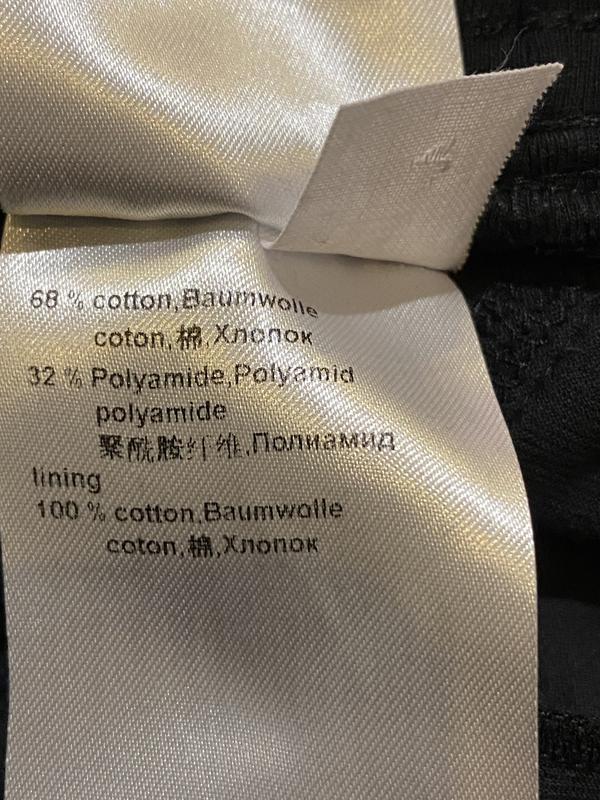 68 % cotton,Baumwolle
coton,棉,Хлопок
32 % Polyamide,Polyamid
polyamide
聚酰胺纤维,Полиамид
lining
100 % cotton,Baumwolle
coton,棉,Хлопок